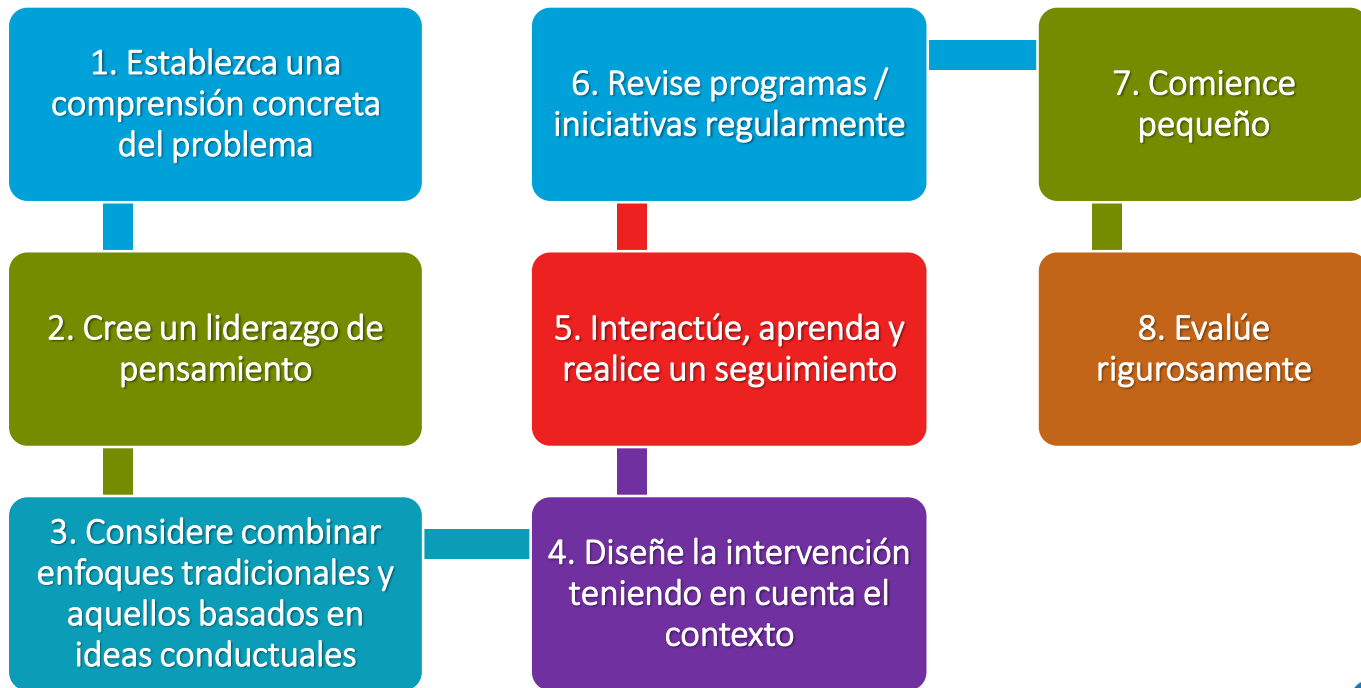 1. Establezca una
comprensión concreta
del problema
2. Cree un liderazgo de
pensamiento
3. Considere combinar
enfoques tradicionales y
aquellos basados en
ideas conductuales
4. Diseñe la intervención
teniendo en cuenta el
contexto
5. Interactúe, aprenda y
realice un seguimiento
6. Revise programas /
iniciativas regularmente
7. Comience
pequeño
8. Evalúe
rigurosamente